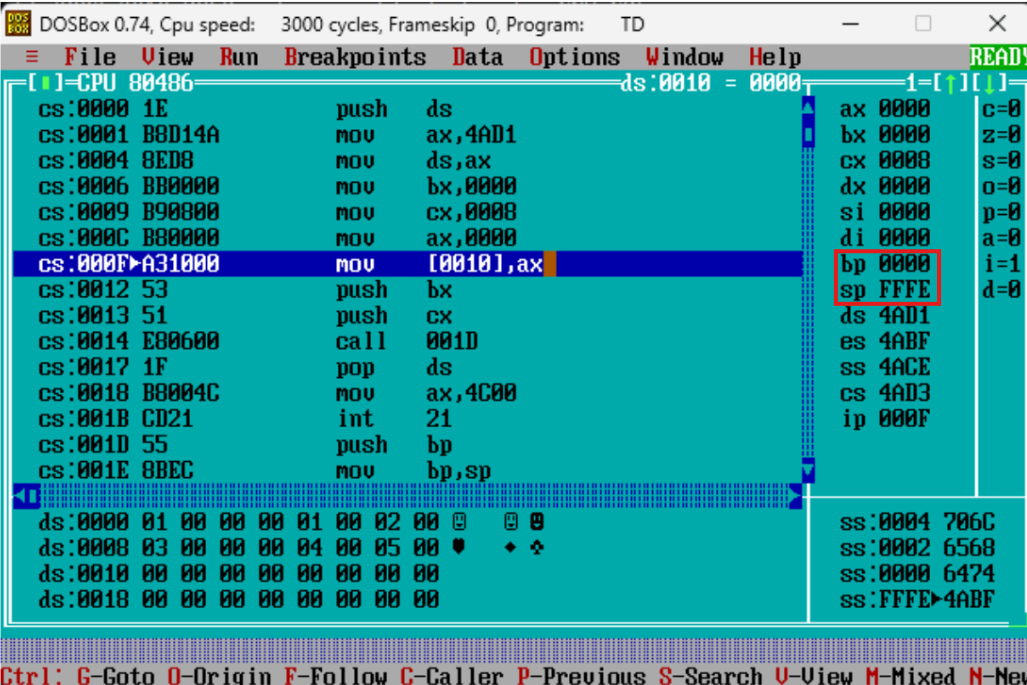 DOSBox 0.74, Cpu speed: 3000 cycles, Frameskip 0, Program: TD
≡ File View Run Breakpoints Data Options Window Help READY
[▮]=CPU 80486 ds:0010 = 0000 1=[↑][↓]
cs:0000 1E push ds ax 0000 c=0
cs:0001 B8D14A mov ax,4AD1 bx 0000 z=0
cs:0004 8ED8 mov ds,ax cx 0008 s=0
cs:0006 BB0000 mov bx,0000 dx 0000 o=0
cs:0009 B90800 mov cx,0008 si 0000 p=0
cs:000C B80000 mov ax,0000 di 0000 a=0
cs:000F►A31000 mov [0010],ax bp 0000 i=1
cs:0012 53 push bx sp FFFE d=0
cs:0013 51 push cx ds 4AD1
cs:0014 E80600 call 001D es 4ABF
cs:0017 1F pop ds ss 4ACE
cs:0018 B8004C mov ax,4C00 cs 4AD3
cs:001B CD21 int 21 ip 000F
cs:001D 55 push bp
cs:001E 8BEC mov bp,sp
ds:0000 01 00 00 00 01 00 02 00 ☺ ☺ ☻ ss:0004 706C
ds:0008 03 00 00 00 04 00 05 00 ♥ ♦ ♣ ss:0002 6568
ds:0010 00 00 00 00 00 00 00 00 ss:0000 6474
ds:0018 00 00 00 00 00 00 00 00 ss:FFFE►4ABF
Ctrl: G-Goto O-Origin F-Follow C-Caller P-Previous S-Search V-View M-Mixed N-New